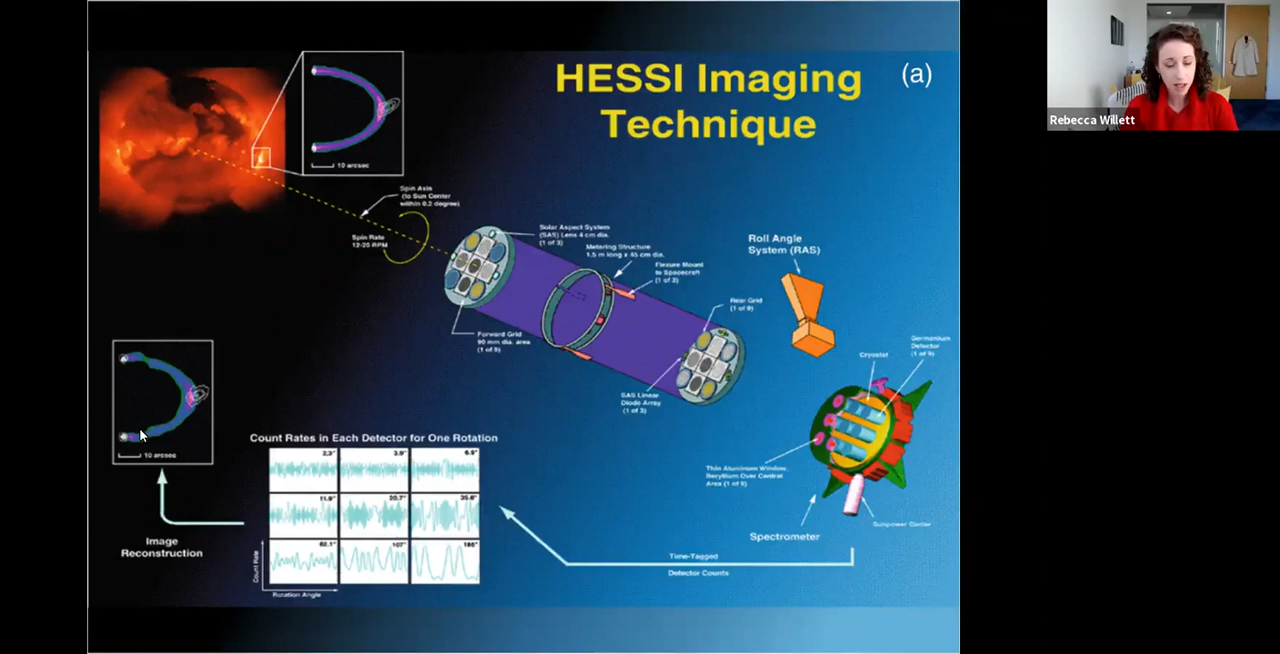 HESSI Imaging
Technique
(a)
Rebecca Willett
10 arcsec
Spin Axis
(to Sun Center
within 0.2 degree)
Spin Rate
12-20 RPM
Solar Aspect System
(SAS) Lens 4 cm dia.
(1 of 3)
Metering Structure
1.5 m long x 45 cm dia.
Flexure Mount
to Spacecraft
(1 of 3)
Roll Angle
System (RAS)
Rear Grid
(1 of 9)
Forward Grid
90 mm dia. area
(1 of 9)
SAS Linear
Diode Array
(1 of 3)
Germanium
Detector
(1 of 9)
Cryostat
Thin Aluminum Window,
Beryllium Over Central
Area (1 of 9)
Sunpower Cooler
Spectrometer
Time-Tagged
Detector Counts
Count Rates in Each Detector for One Rotation
2.3"
3.9"
6.9"
11.9"
20.7"
35.8"
62.1"
107"
186"
Count Rate
Rotation Angle
10 arcsec
Image
Reconstruction